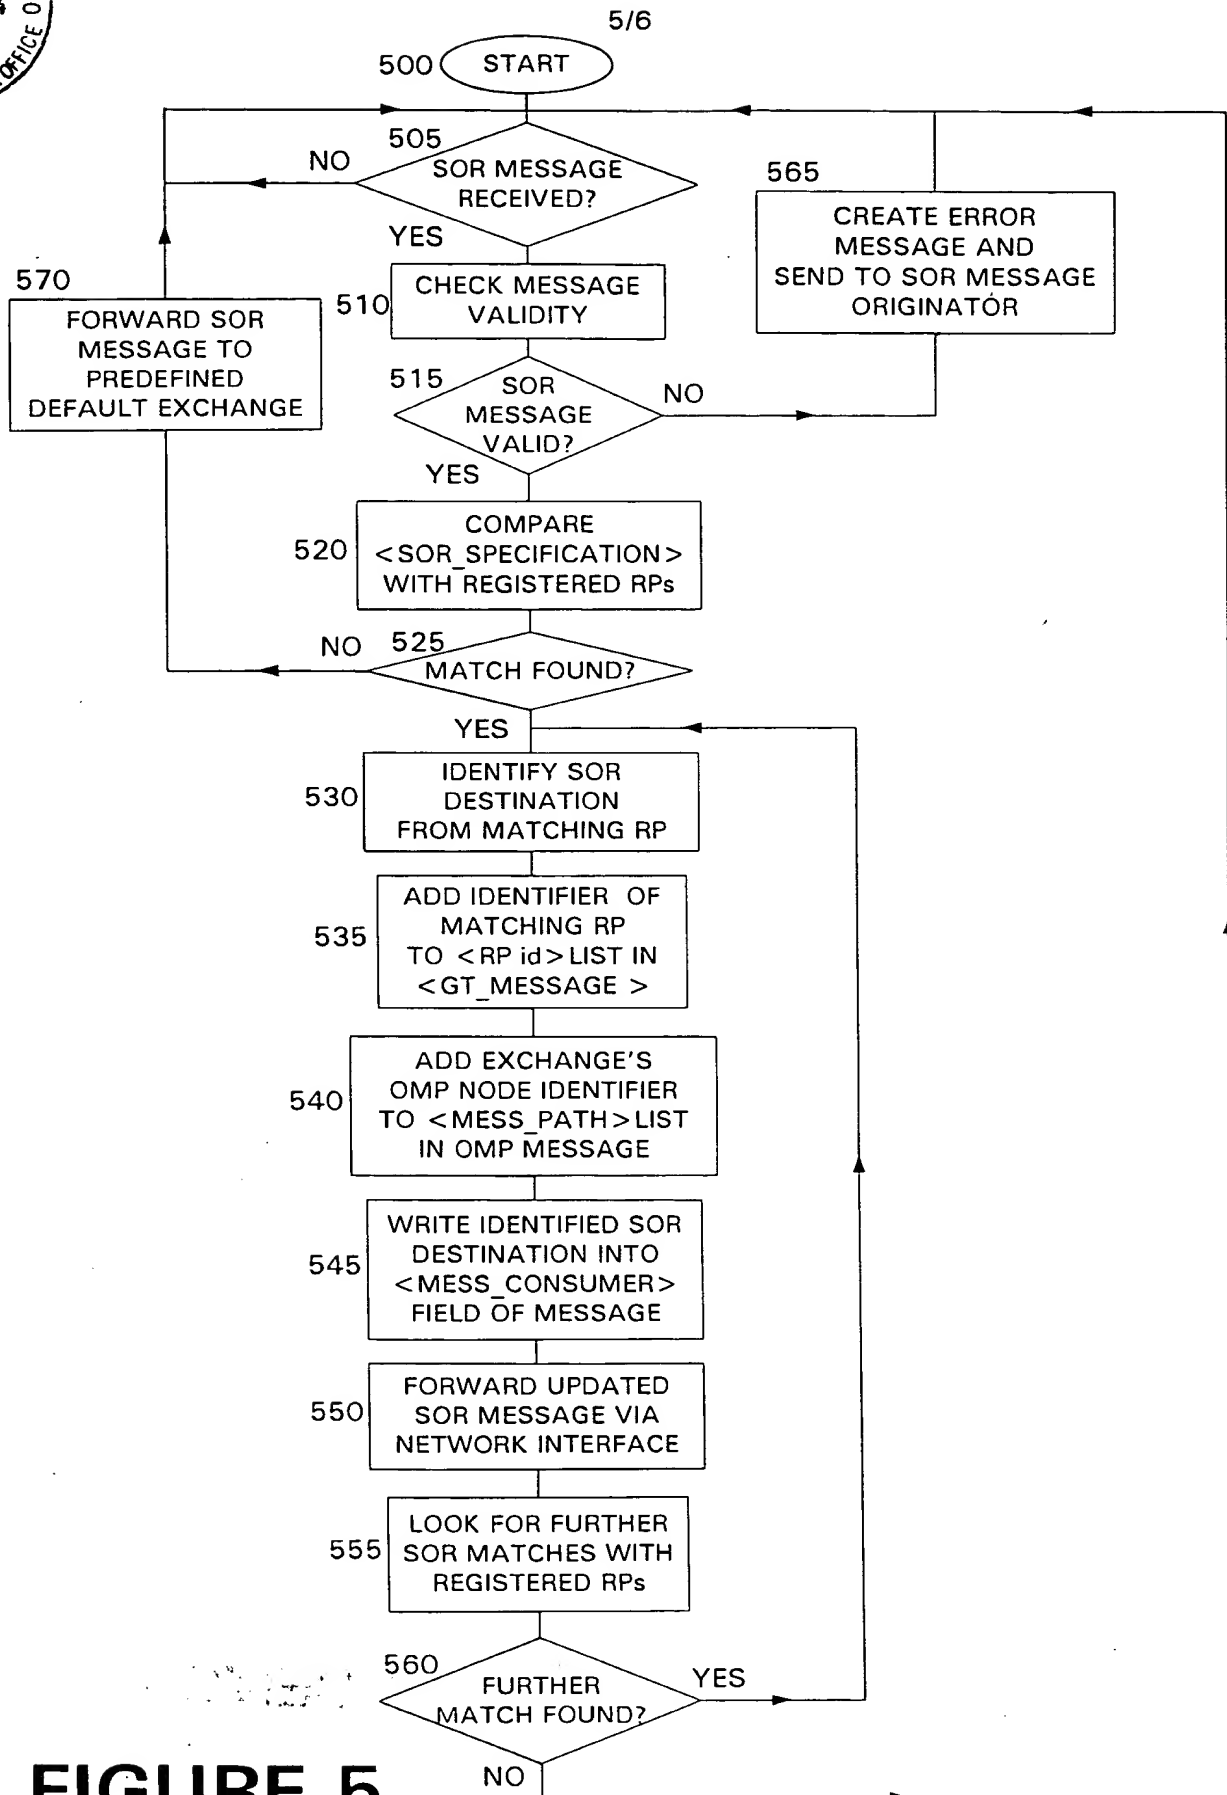 OFFICE O
5/6
500
START
505
SOR MESSAGE
RECEIVED?
NO
YES
565
CREATE ERROR
MESSAGE AND
SEND TO SOR MESSAGE
ORIGINATOR
570
FORWARD SOR
MESSAGE TO
PREDEFINED
DEFAULT EXCHANGE
510
CHECK MESSAGE
VALIDITY
515
SOR
MESSAGE
VALID?
NO
YES
520
COMPARE
<SOR_SPECIFICATION>
WITH REGISTERED RPs
NO
525
MATCH FOUND?
YES
530
IDENTIFY SOR
DESTINATION
FROM MATCHING RP
535
ADD IDENTIFIER OF
MATCHING RP
TO <RP id> LIST IN
<GT_MESSAGE >
540
ADD EXCHANGE'S
OMP NODE IDENTIFIER
TO <MESS_PATH> LIST
IN OMP MESSAGE
545
WRITE IDENTIFIED SOR
DESTINATION INTO
<MESS_CONSUMER>
FIELD OF MESSAGE
550
FORWARD UPDATED
SOR MESSAGE VIA
NETWORK INTERFACE
555
LOOK FOR FURTHER
SOR MATCHES WITH
REGISTERED RPs
560
FURTHER
MATCH FOUND?
YES
NO
FIGURE 5